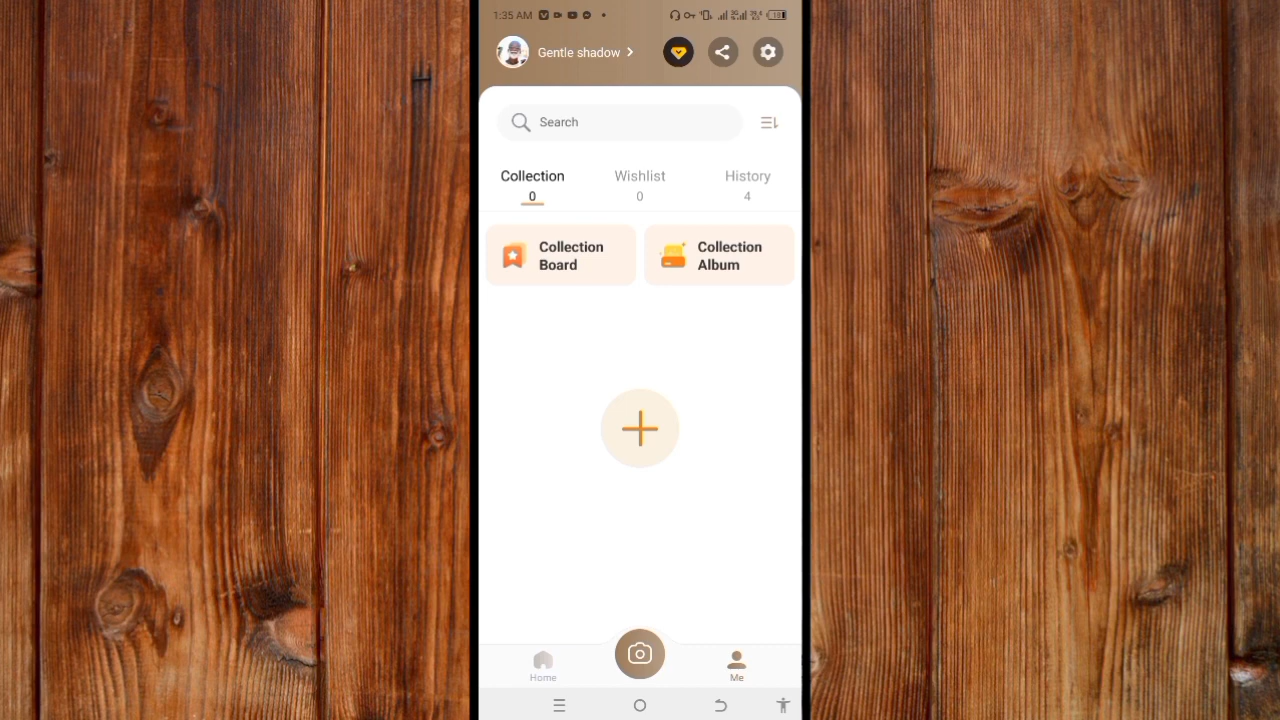 1:35 AM
Gentle shadow
Search
Collection Wishlist History
0 0 4
Collection Board
Collection Album
Home Me